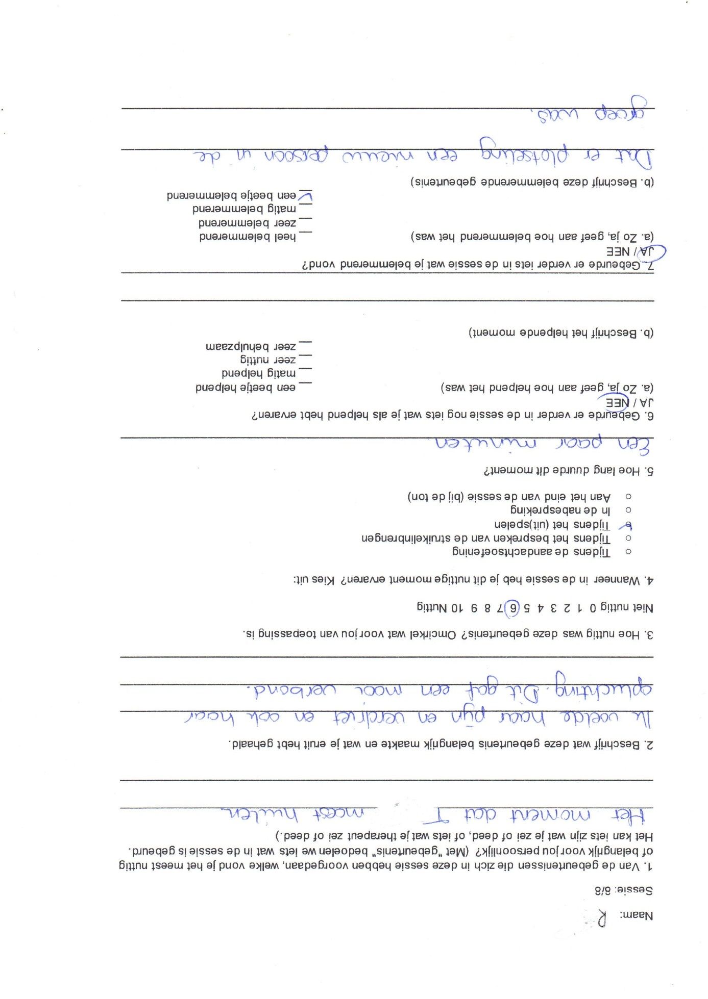 Naam: R
Sessie: 8/8
1. Van de gebeurtenissen die zich in deze sessie hebben voorgedaan, welke vond je het meest nuttig
of belangrijk voor jou persoonlijk? (Met "gebeurtenis" bedoelen we iets wat in de sessie is gebeurd.
Het kan iets zijn wat je zei of deed, of iets wat je therapeut zei of deed.)
Het moment dat T moest huilen.
2. Beschrijf wat deze gebeurtenis belangrijk maakte en wat je eruit hebt gehaald.
Ik voelde haar pijn en verdriet en ook haar
opluchting. Dit gaf een mooi verbond.
3. Hoe nuttig was deze gebeurtenis? Omcirkel wat voor jou van toepassing is.
Niet nuttig 0 1 2 3 4 5 6 7 8 9 10 Nuttig
4. Wanneer in de sessie heb je dit nuttige moment ervaren? Kies uit:
○ Tijdens de aandachtsoefening
○ Tijdens het bespreken van de struikelinbrengen
○ Tijdens het (uit)spelen
○ In de nabespreking
○ Aan het eind van de sessie (bij de ton)
5. Hoe lang duurde dit moment?
Een paar minuten.
6. Gebeurde er verder in de sessie nog iets wat je als helpend hebt ervaren?
JA / NEE
(a. Zo ja, geef aan hoe helpend het was) __ een beetje helpend
__ matig helpend
__ zeer nuttig
__ zeer behulpzaam
(b. Beschrijf het helpende moment)
7. Gebeurde er verder iets in de sessie wat je belemmerend vond?
JA / NEE
(a. Zo ja, geef aan hoe belemmerend het was) __ heel belemmerend
__ zeer belemmerend
__ matig belemmerend
__ een beetje belemmerend
(b. Beschrijf deze belemmerende gebeurtenis)
Dat er plotseling een nieuw persoon in de
groep was.